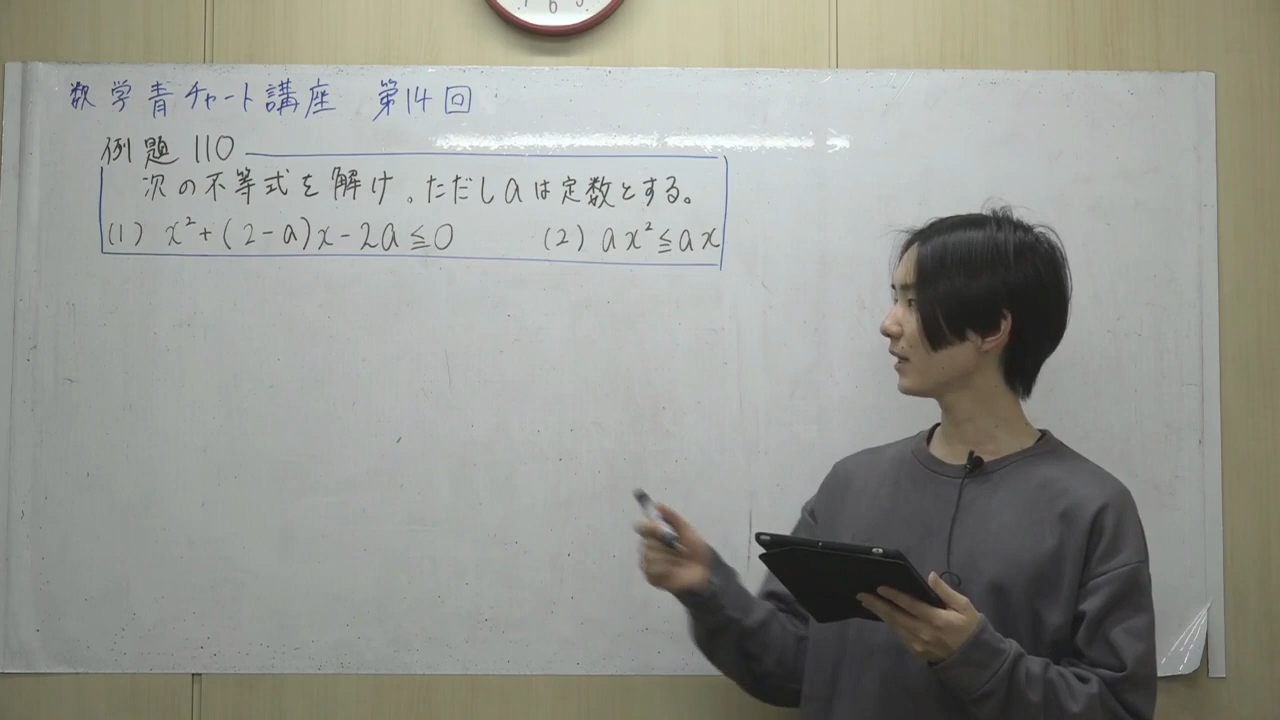 数学青チャート講座 第14回
例題 110
次の不等式を解け。ただしaは定数とする。
(1) x²+(2-a)x-2a≦0 (2) ax²≦ax
6